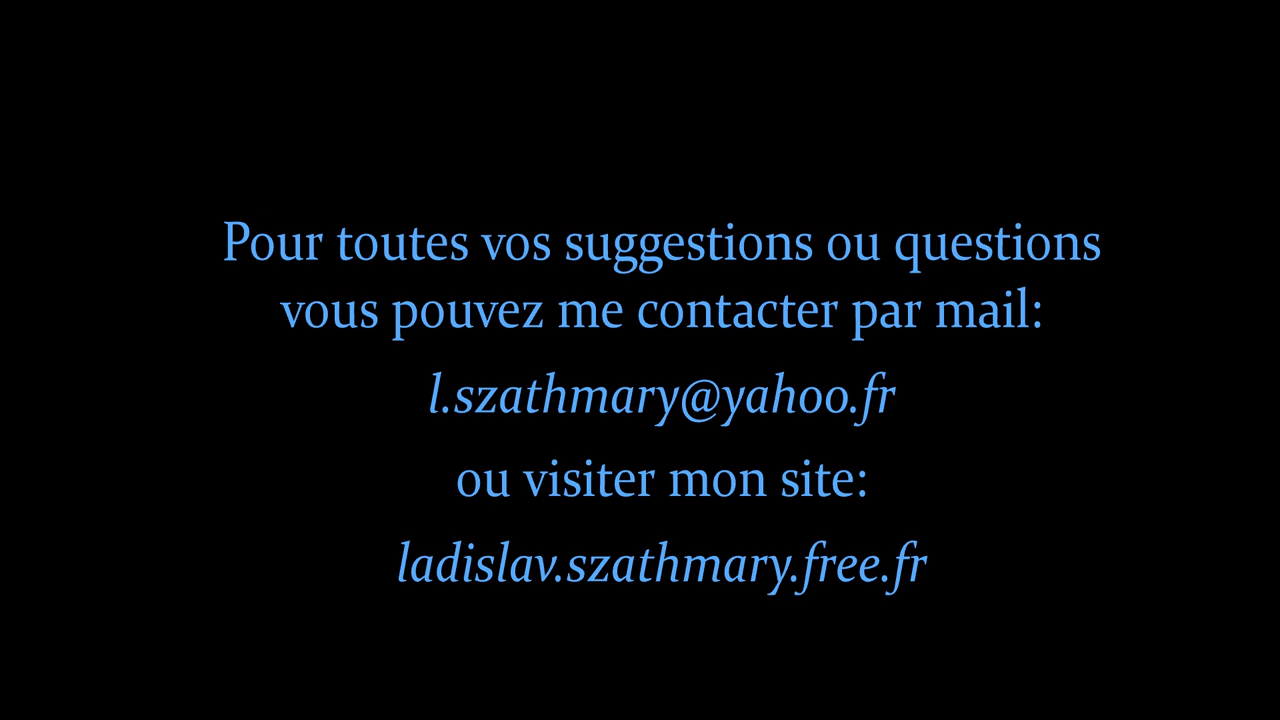 Pour toutes vos suggestions ou questions
vous pouvez me contacter par mail:
l.szathmary@yahoo.fr
ou visiter mon site:
ladislav.szathmary.free.fr